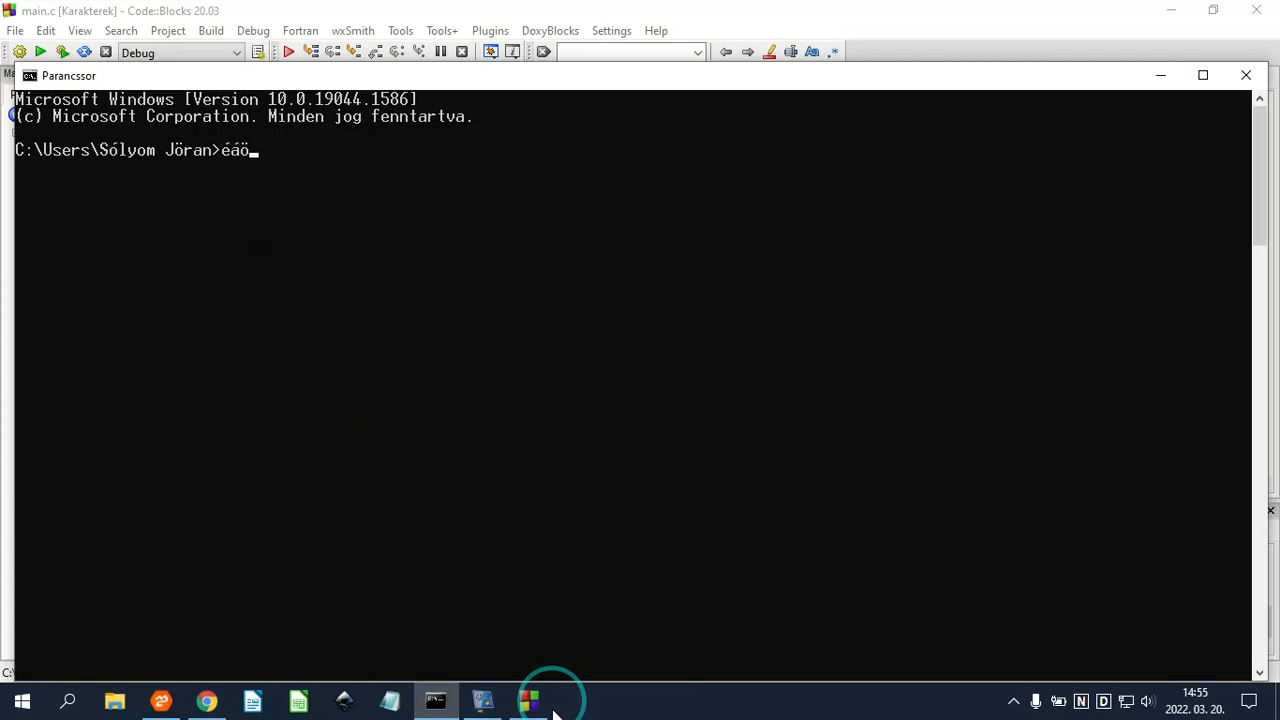 main.c [Karakterek] - Code::Blocks 20.03
File Edit View Search Project Build Debug Fortran wxSmith Tools Tools+ Plugins DoxyBlocks Settings Help
Debug
Parancssor
Microsoft Windows [Version 10.0.19044.1586]
(c) Microsoft Corporation. Minden jog fenntartva.
C:\Users\Sólyom Jöran>éáö
14:55
2022. 03. 20.